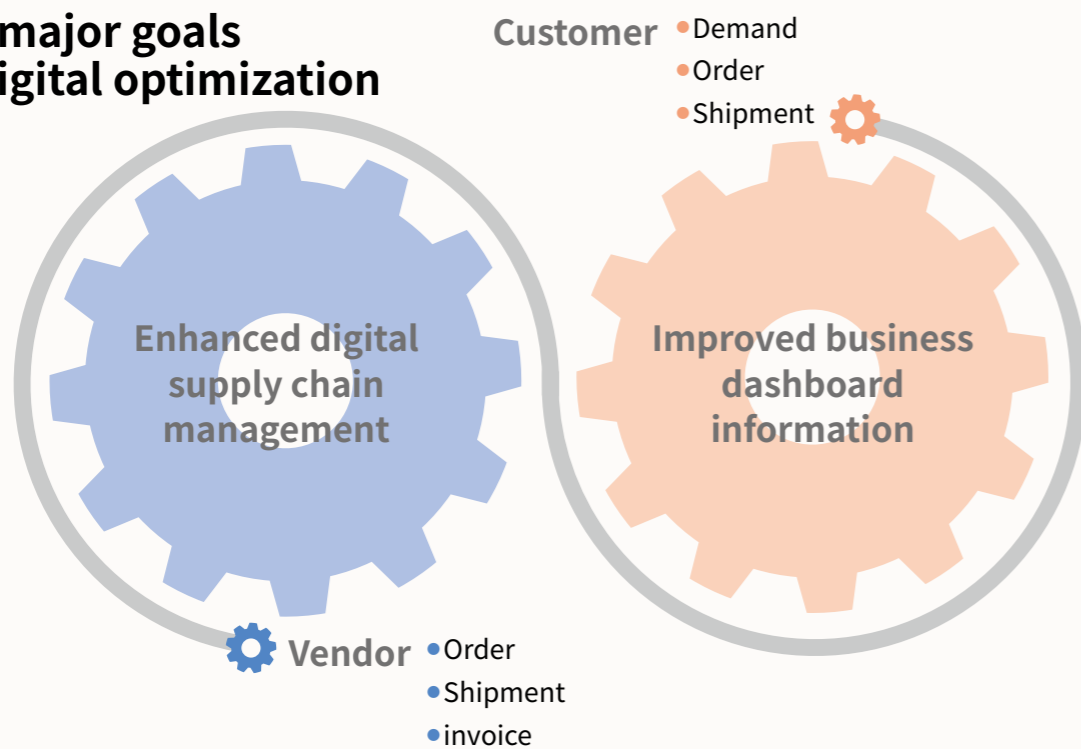 major goals
igital optimization
Customer
Demand
Order
Shipment
Enhanced digital
supply chain
management
Improved business
dashboard
information
Vendor
Order
Shipment
invoice